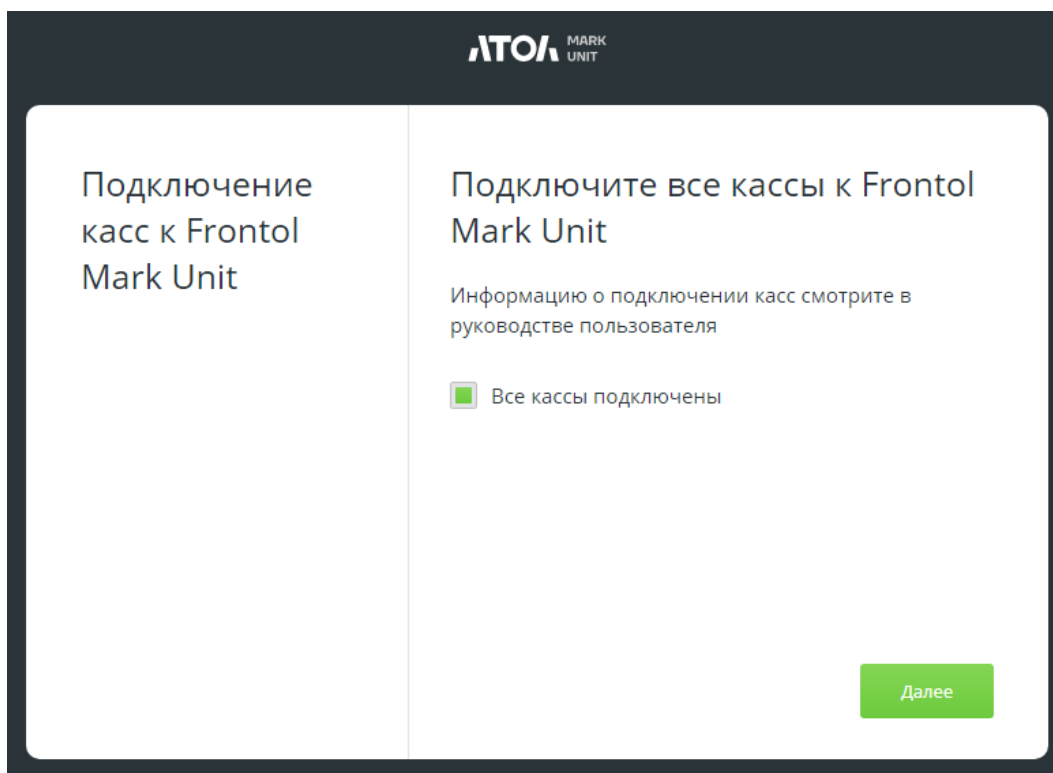 АТОЛ MARK
UNIT
Подключение
касс к Frontol
Mark Unit
Подключите все кассы к Frontol
Mark Unit
Информацию о подключении касс смотрите в
руководстве пользователя
Все кассы подключены
Далее